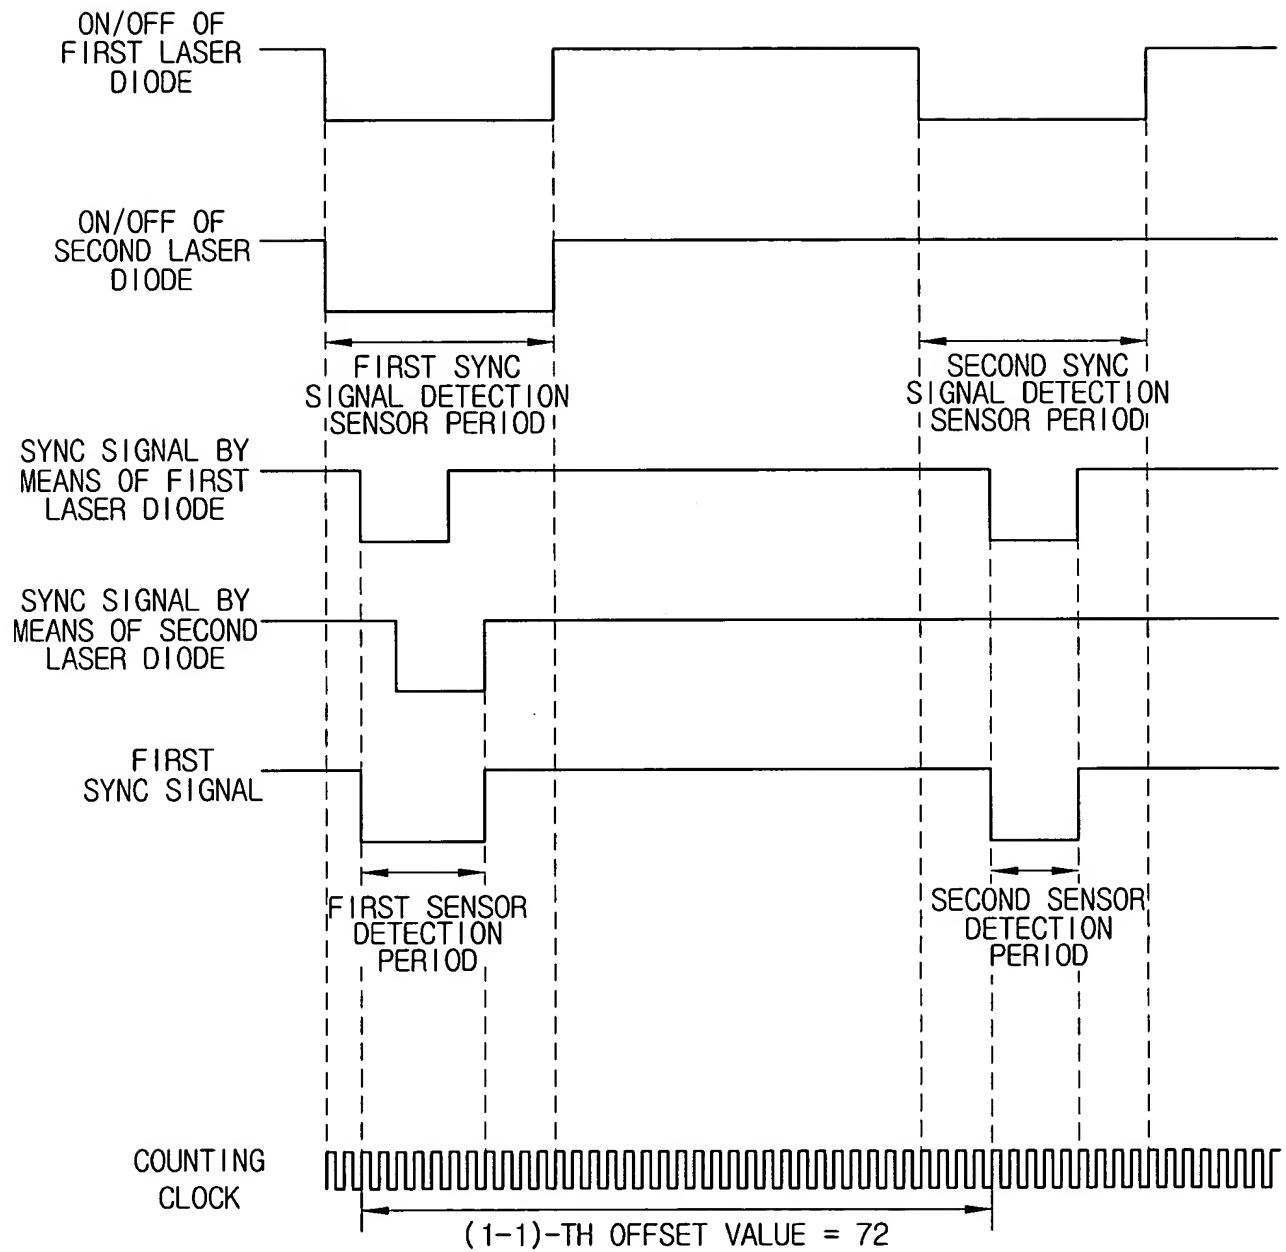 ON/OFF OF
FIRST LASER
DIODE
ON/OFF OF
SECOND LASER
DIODE
FIRST SYNC
SIGNAL DETECTION
SENSOR PERIOD
SECOND SYNC
SIGNAL DETECTION
SENSOR PERIOD
SYNC SIGNAL BY
MEANS OF FIRST
LASER DIODE
SYNC SIGNAL BY
MEANS OF SECOND
LASER DIODE
FIRST
SYNC SIGNAL
FIRST SENSOR
DETECTION
PERIOD
SECOND SENSOR
DETECTION
PERIOD
COUNTING
CLOCK
(1-1)-TH OFFSET VALUE = 72